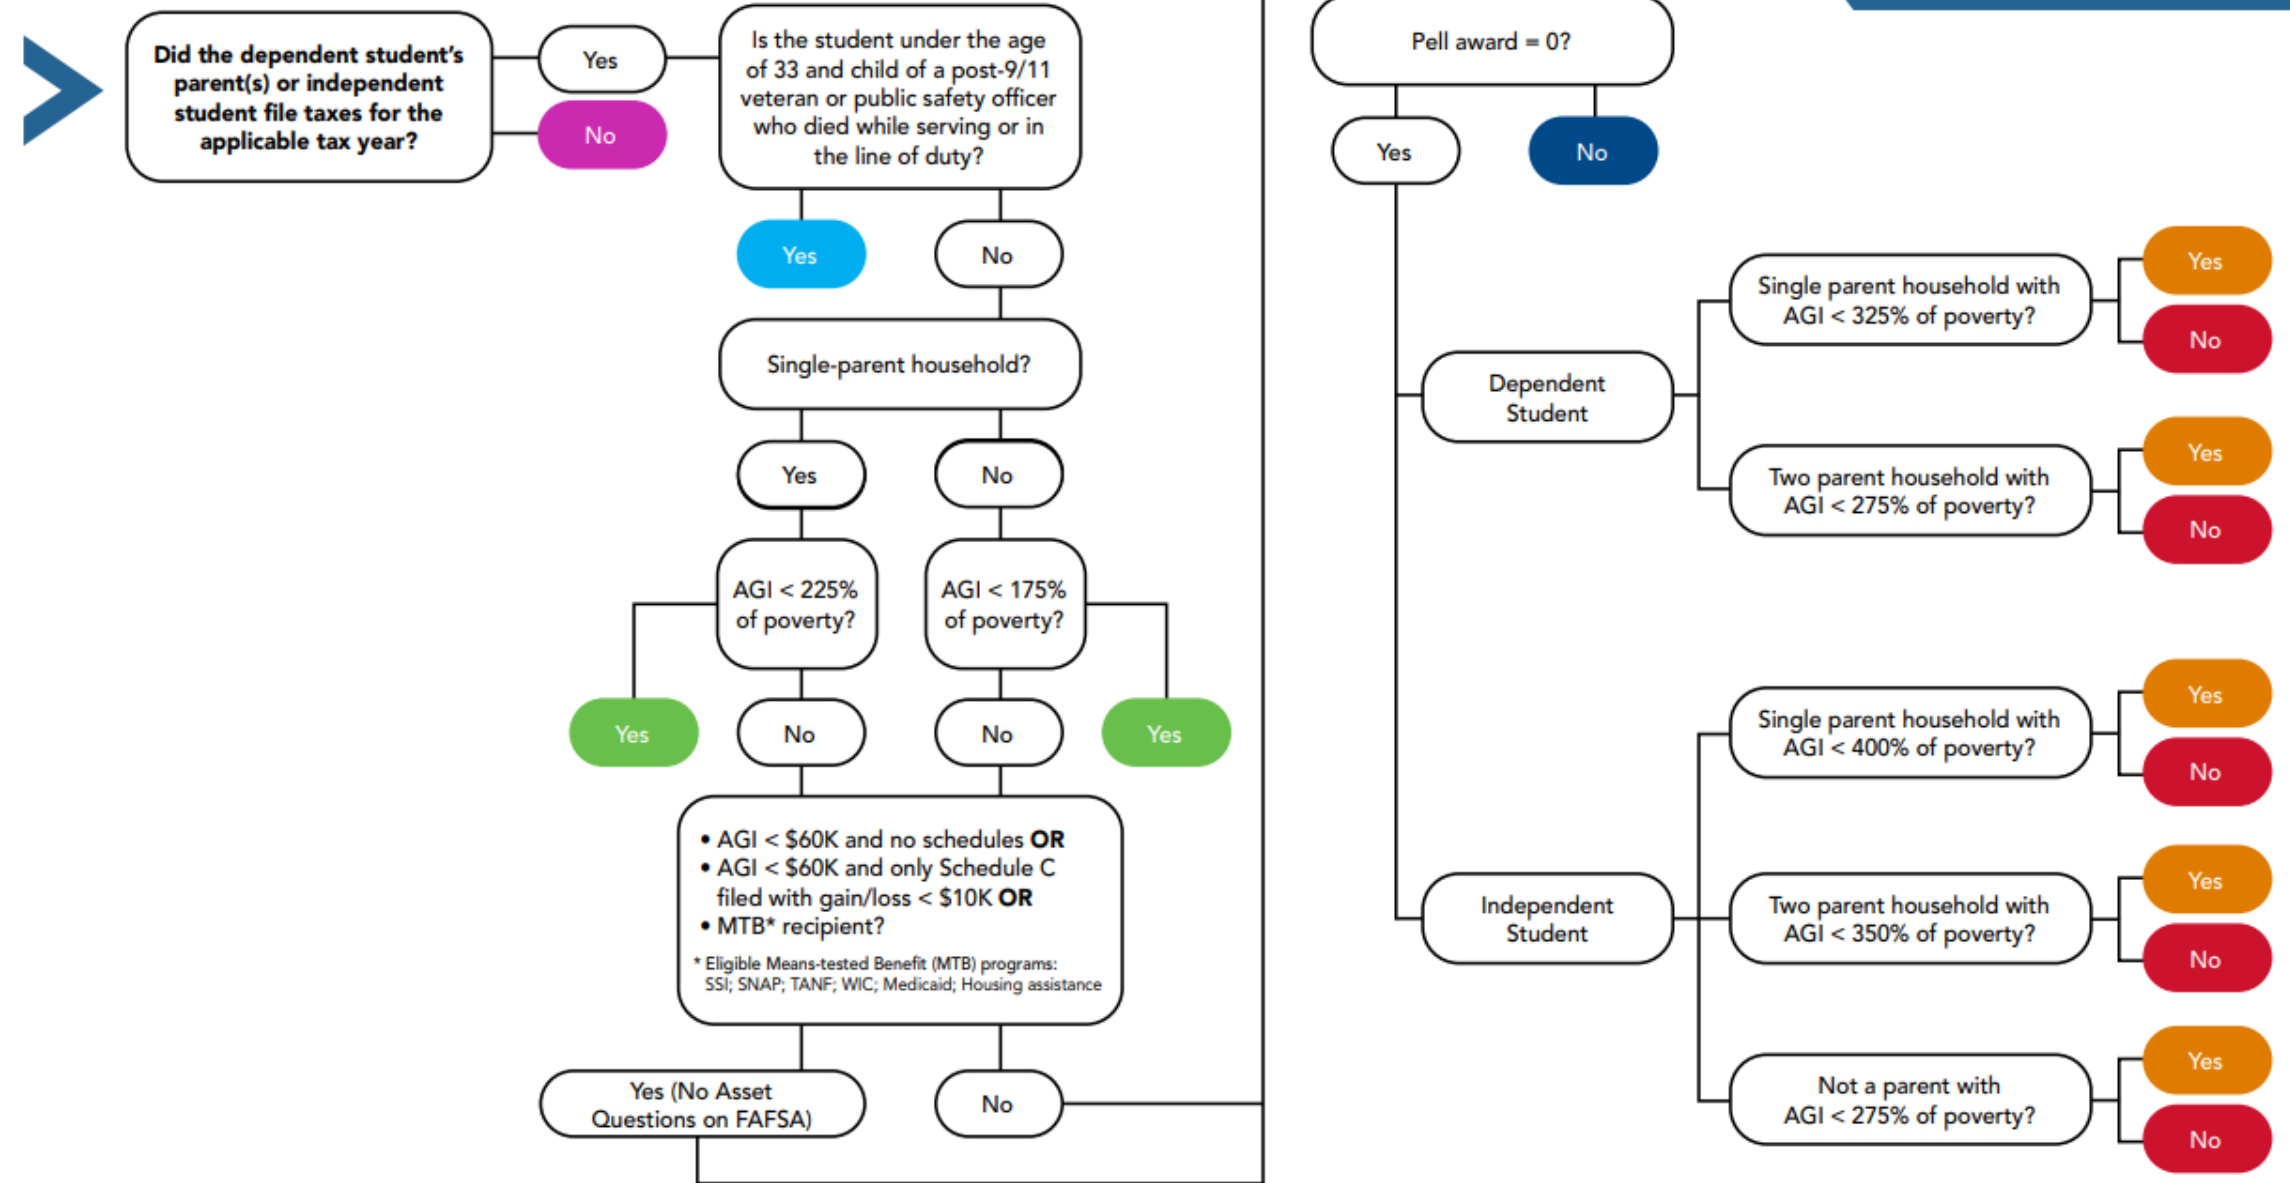 Did the dependent student's
parent(s) or independent
student file taxes for the
applicable tax year?
Yes
No
Is the student under the age
of 33 and child of a post-9/11
veteran or public safety officer
who died while serving or in
the line of duty?
Yes
No
Single-parent household?
Yes
No
AGI < 225%
of poverty?
AGI < 175%
of poverty?
Yes
No
No
Yes
• AGI < $60K and no schedules OR
• AGI < $60K and only Schedule C
filed with gain/loss < $10K OR
• MTB* recipient?
* Eligible Means-tested Benefit (MTB) programs:
SSI; SNAP; TANF; WIC; Medicaid; Housing assistance
Yes (No Asset
Questions on FAFSA)
No
Pell award = 0?
Yes
No
Dependent
Student
Single parent household with
AGI < 325% of poverty?
Yes
No
Two parent household with
AGI < 275% of poverty?
Yes
No
Independent
Student
Single parent household with
AGI < 400% of poverty?
Yes
No
Two parent household with
AGI < 350% of poverty?
Yes
No
Not a parent with
AGI < 275% of poverty?
Yes
No